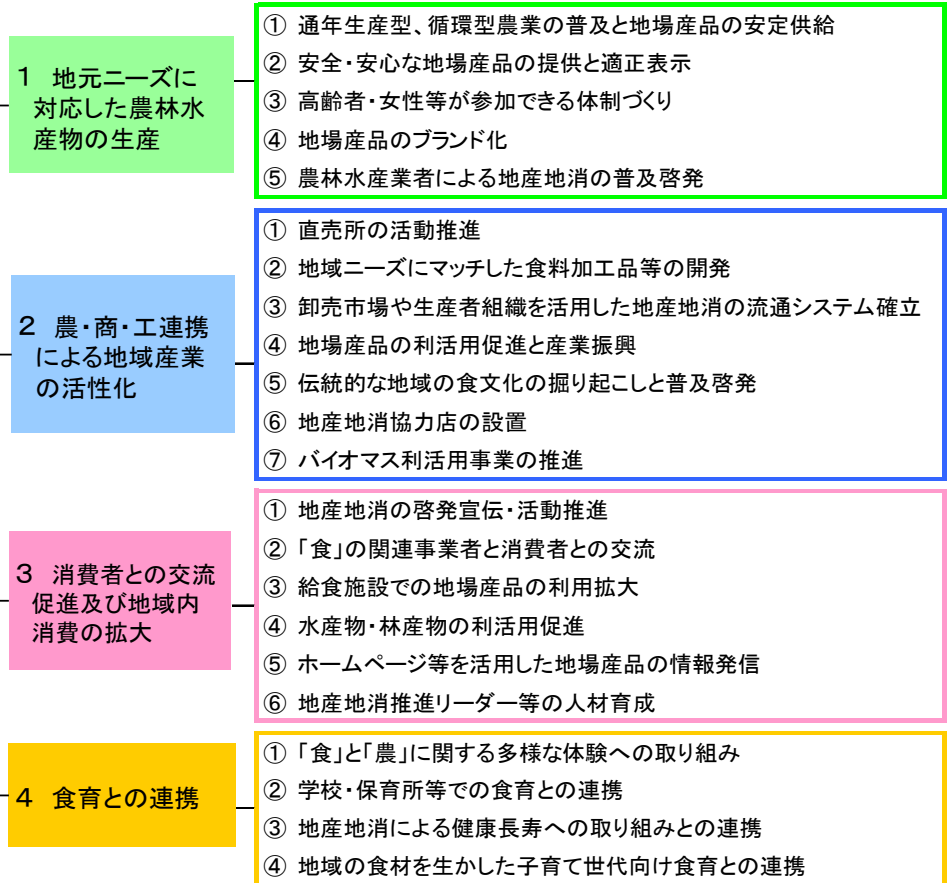 1 地元ニーズに
対応した農林水
産物の生産
① 通年生産型、循環型農業の普及と地場産品の安定供給
② 安全・安心な地場産品の提供と適正表示
③ 高齢者・女性等が参加できる体制づくり
④ 地場産品のブランド化
⑤ 農林水産業者による地産地消の普及啓発
2 農・商・工連携
による地域産業
の活性化
① 直売所の活動推進
② 地域ニーズにマッチした食料加工品等の開発
③ 卸売市場や生産者組織を活用した地産地消の流通システム確立
④ 地場産品の利活用促進と産業振興
⑤ 伝統的な地域の食文化の掘り起こしと普及啓発
⑥ 地産地消協力店の設置
⑦ バイオマス利活用事業の推進
3 消費者との交流
促進及び地域内
消費の拡大
① 地産地消の啓発宣伝・活動推進
② 「食」の関連事業者と消費者との交流
③ 給食施設での地場産品の利用拡大
④ 水産物・林産物の利活用促進
⑤ ホームページ等を活用した地場産品の情報発信
⑥ 地産地消推進リーダー等の人材育成
4 食育との連携
① 「食」と「農」に関する多様な体験への取り組み
② 学校・保育所等での食育との連携
③ 地産地消による健康長寿への取り組みとの連携
④ 地域の食材を生かした子育て世代向け食育との連携